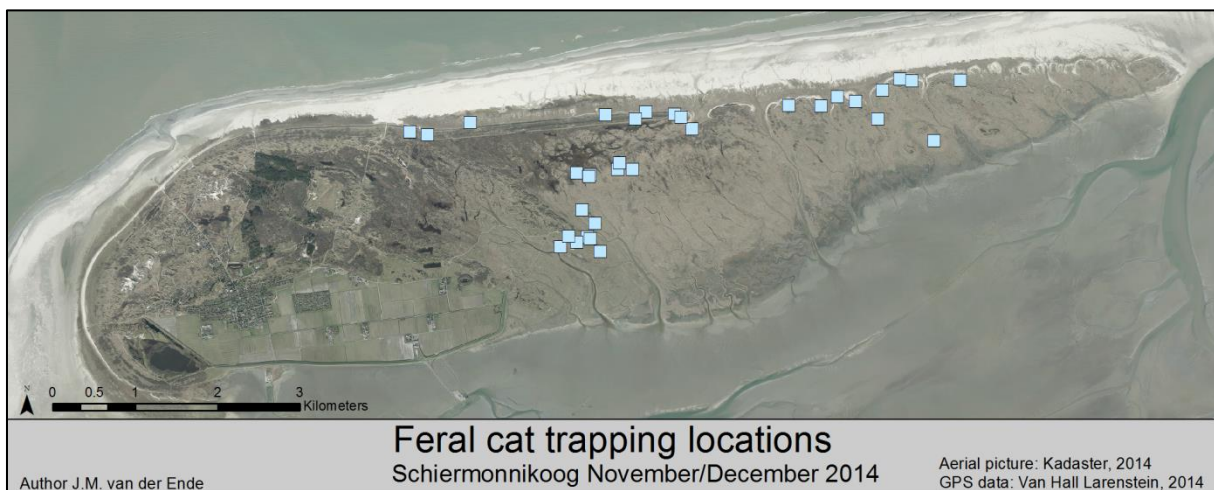 N
0 0.5 1 2 3
Kilometers
Feral cat trapping locations
Schiermonnikoog November/December 2014
Author J.M. van der Ende
Aerial picture: Kadaster, 2014
GPS data: Van Hall Larenstein, 2014